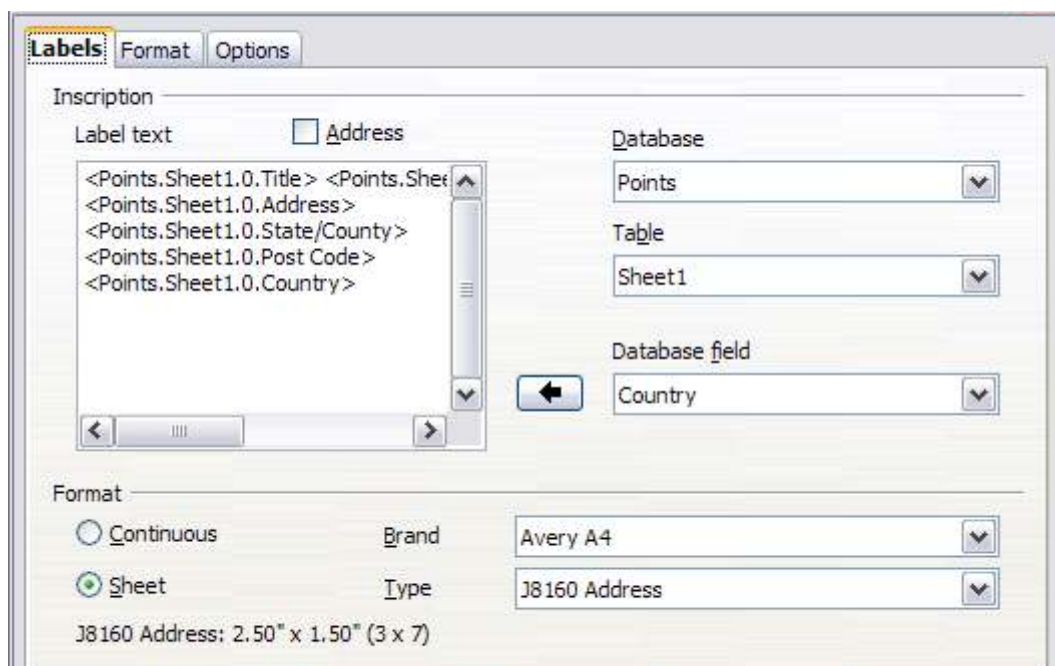 Labels Format Options
Inscription
Label text Address
<Points.Sheet1.0.Title> <Points.Shee
<Points.Sheet1.0.Address>
<Points.Sheet1.0.State/County>
<Points.Sheet1.0.Post Code>
<Points.Sheet1.0.Country>
Database
Points
Table
Sheet1
Database field
Country
Format
Continuous Brand Avery A4
Sheet Type J8160 Address
J8160 Address: 2.50" x 1.50" (3 x 7)